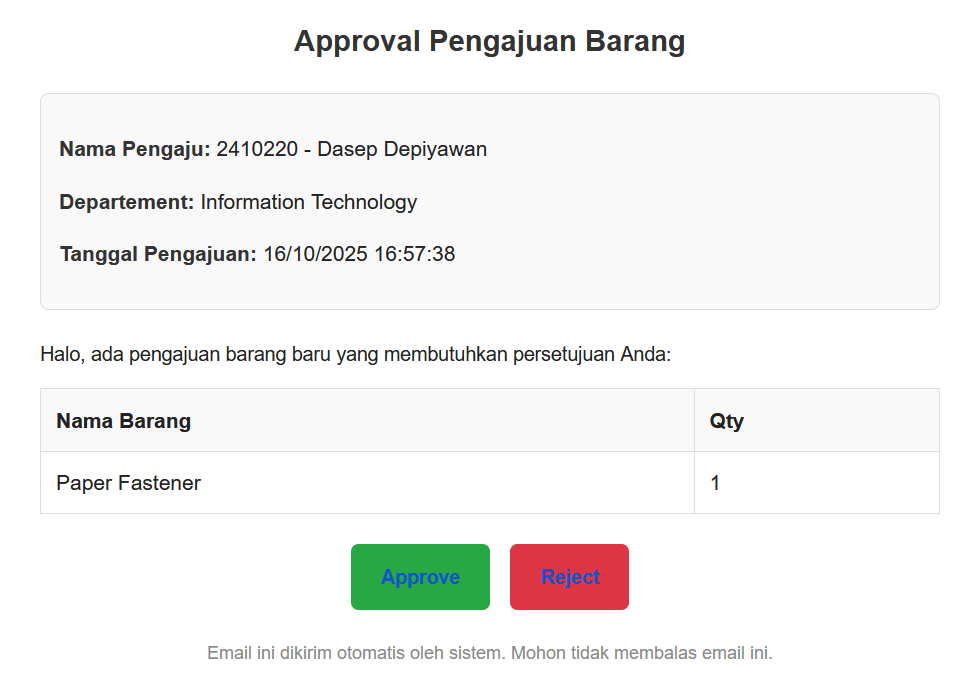 Approval Pengajuan Barang
Nama Pengaju: 2410220 - Dasep Depiyawan
Departement: Information Technology
Tanggal Pengajuan: 16/10/2025 16:57:38
Halo, ada pengajuan barang baru yang membutuhkan persetujuan Anda:
Nama Barang Qty
Paper Fastener 1
Approve Reject
Email ini dikirim otomatis oleh sistem. Mohon tidak membalas email ini.